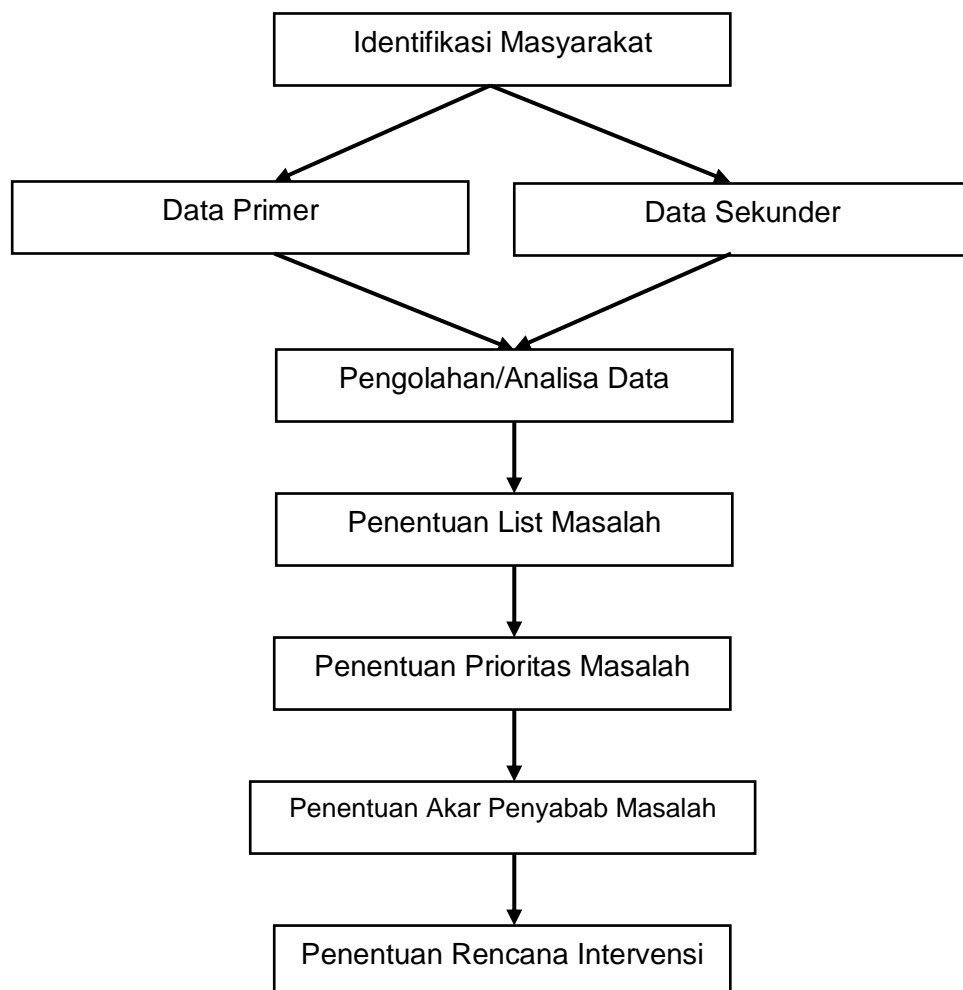 Identifikasi Masyarakat
Data Primer
Data Sekunder
Pengolahan/Analisa Data
Penentuan List Masalah
Penentuan Prioritas Masalah
Penentuan Akar Penyabab Masalah
Penentuan Rencana Intervensi